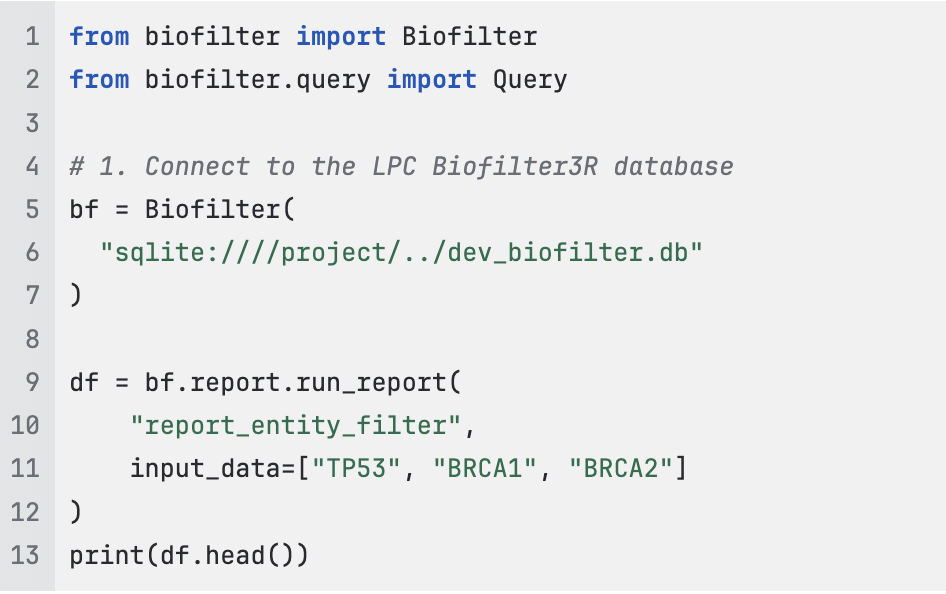 1 from biofilter import Biofilter
2 from biofilter.query import Query
3
4 # 1. Connect to the LPC Biofilter3R database
5 bf = Biofilter(
6   "sqlite:////project/../dev_biofilter.db"
7 )
8
9 df = bf.report.run_report(
10     "report_entity_filter",
11     input_data=["TP53", "BRCA1", "BRCA2"]
12 )
13 print(df.head())